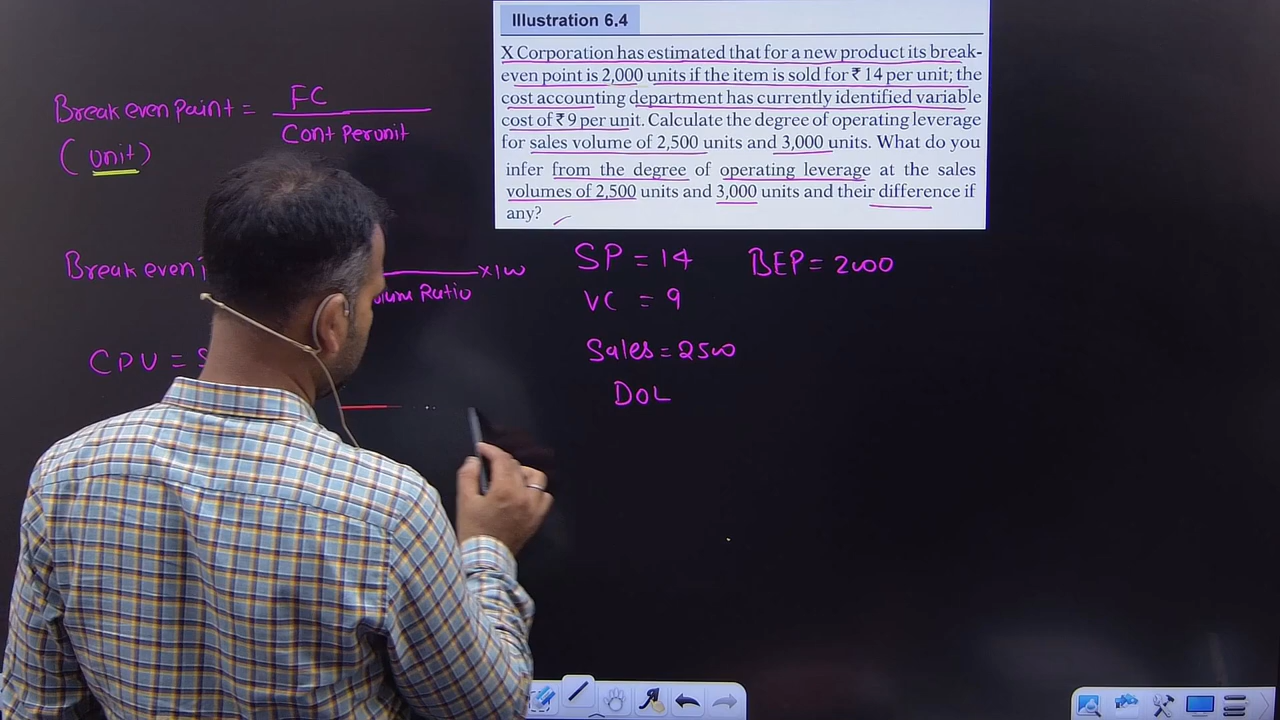 Illustration 6.4
X Corporation has estimated that for a new product its break-
even point is 2,000 units if the item is sold for ₹ 14 per unit; the
cost accounting department has currently identified variable
cost of ₹ 9 per unit. Calculate the degree of operating leverage
for sales volume of 2,500 units and 3,000 units. What do you
infer from the degree of operating leverage at the sales
volumes of 2,500 units and 3,000 units and their difference if
any?
Break even Point = FC
Cont Per unit
(unit)
Break even
x100
Ratio
CPU =
SP = 14
VC = 9
Sales = 2500
DOL
BEP = 2000